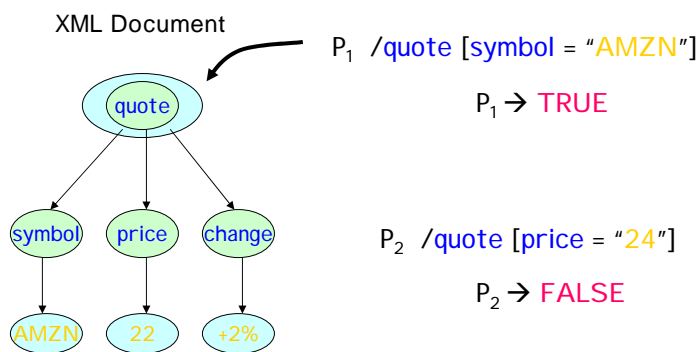 XML Document
P1 /quote [symbol = “AMZN”]
quote
P1 → TRUE
symbol price change
P2 /quote [price = “24”]
P2 → FALSE
AMZN 22 +2%